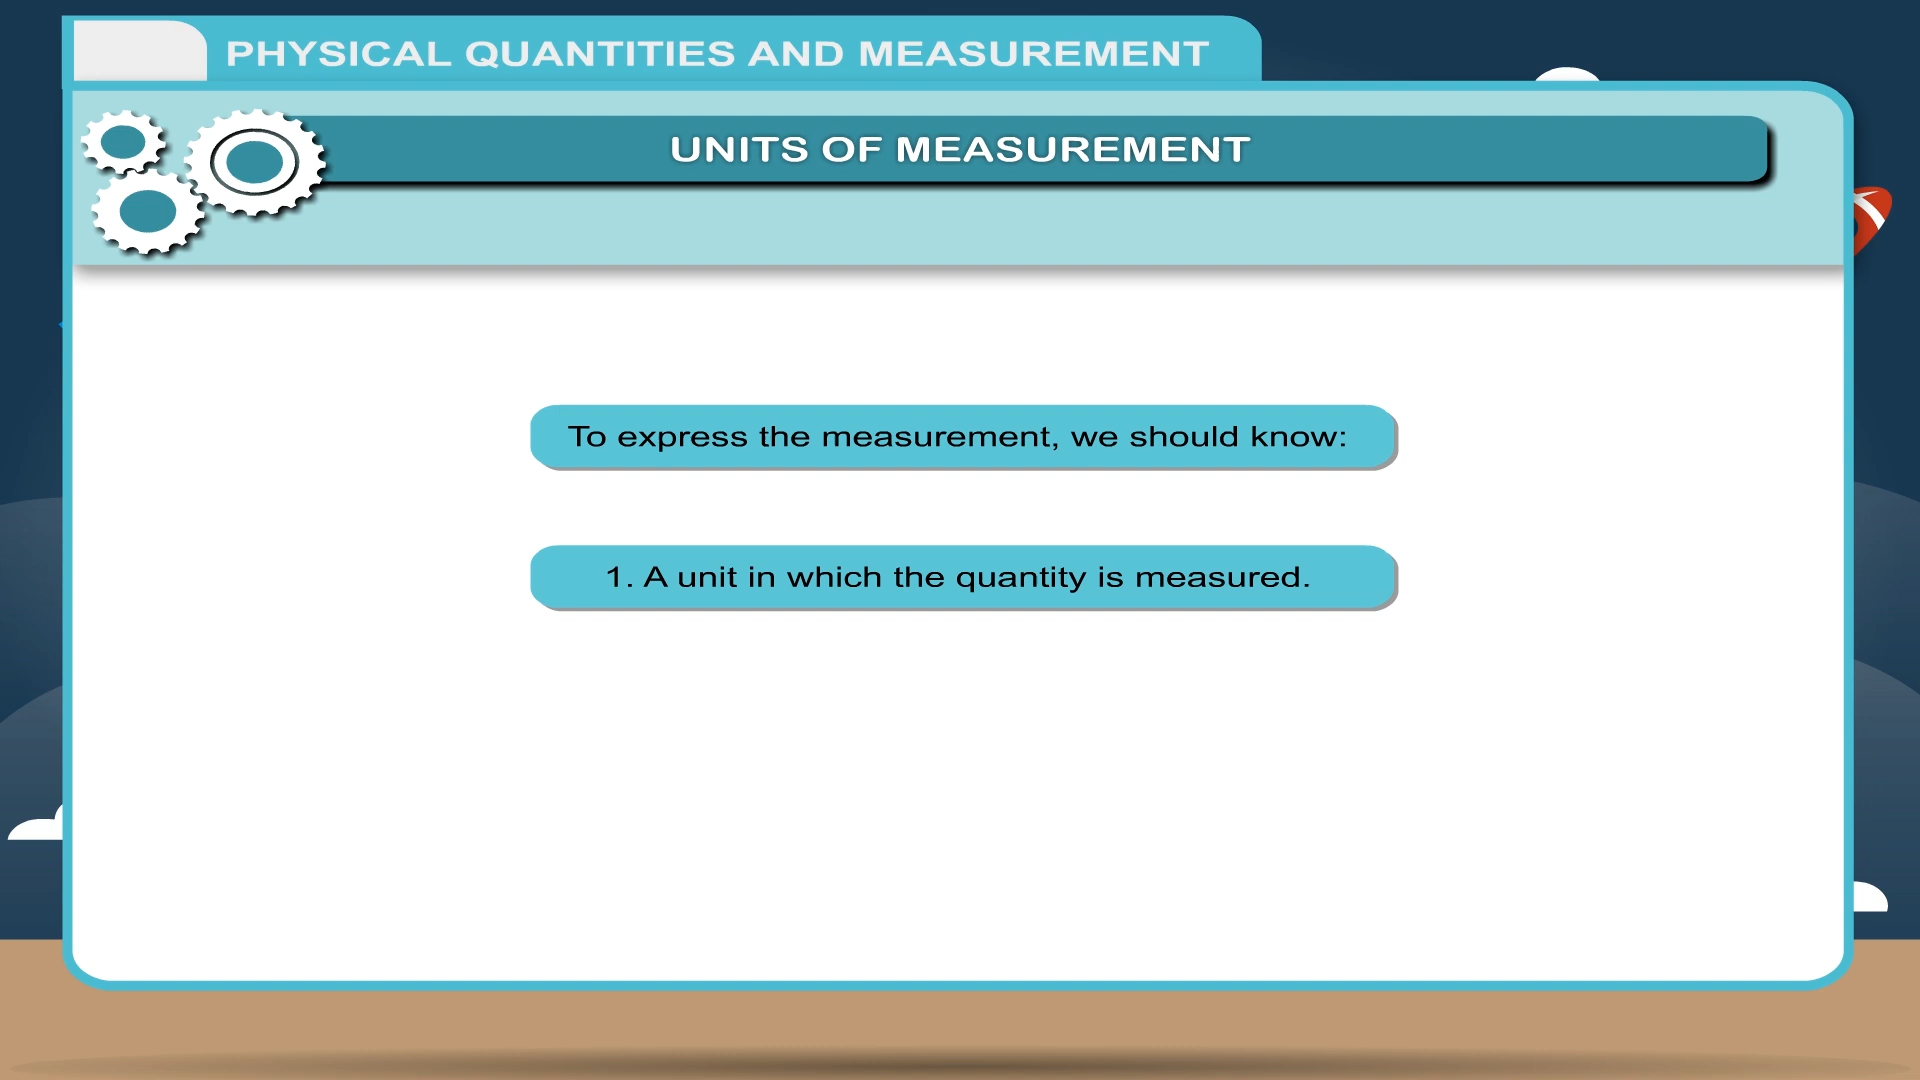 PHYSICAL QUANTITIES AND MEASUREMENT
UNITS OF MEASUREMENT
To express the measurement, we should know:
1. A unit in which the quantity is measured.